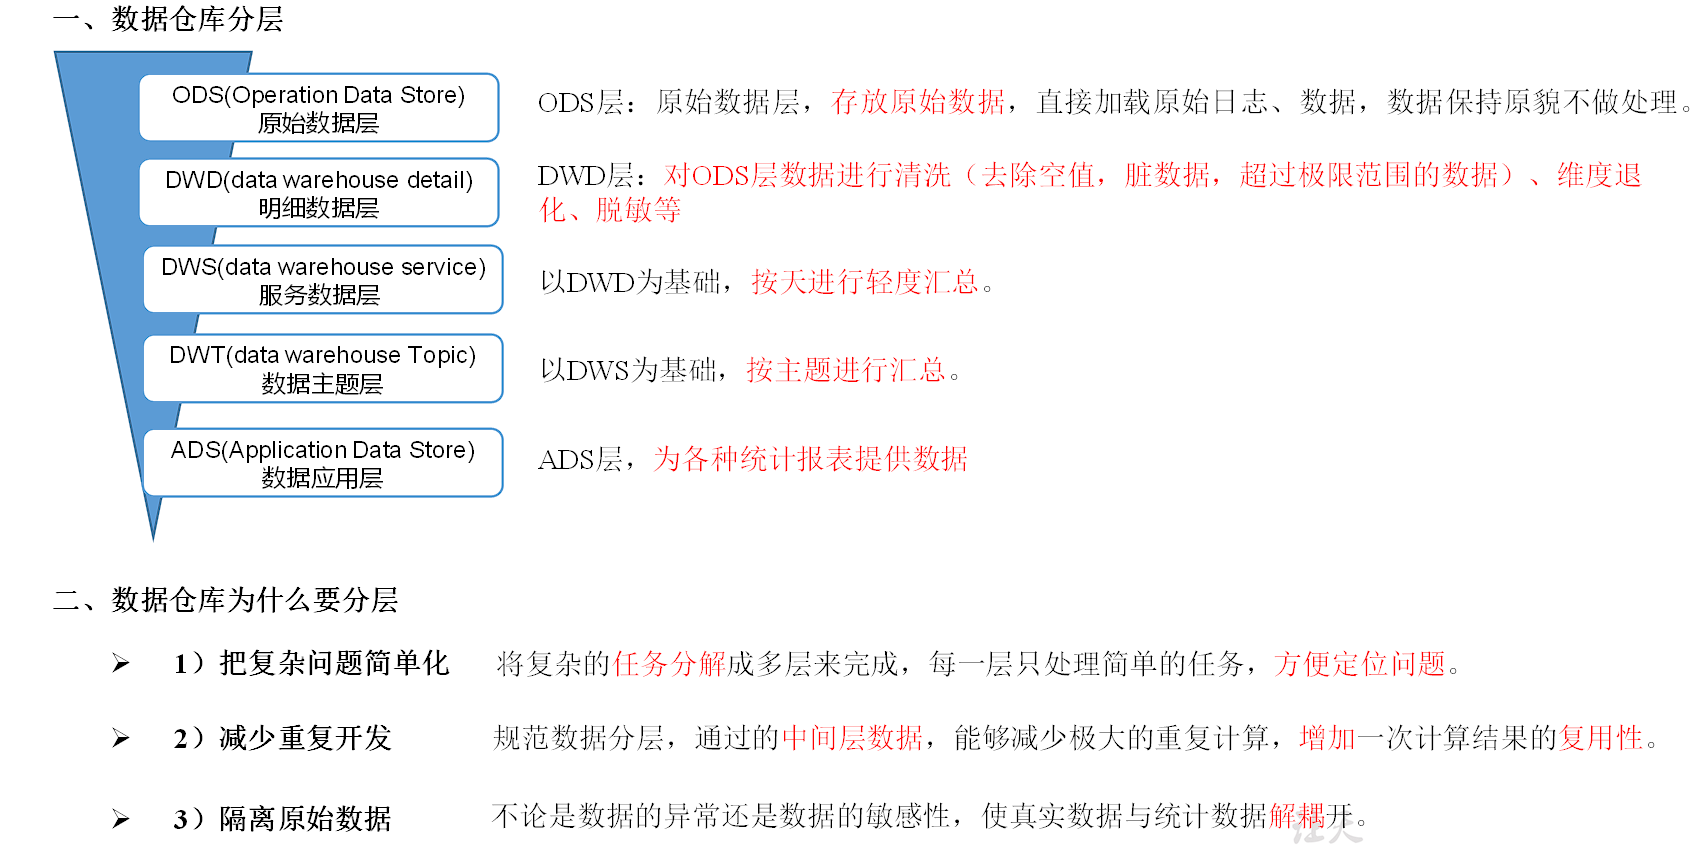 一、数据仓库分层
ODS(Operation Data Store)
原始数据层
ODS层：原始数据层，存放原始数据，直接加载原始日志、数据，数据保持原貌不做处理。
DWD(data warehouse detail)
明细数据层
DWD层：对ODS层数据进行清洗（去除空值，脏数据，超过极限范围的数据）、维度退
化、脱敏等
DWS(data warehouse service)
服务数据层
以DWD为基础，按天进行轻度汇总。
DWT(data warehouse Topic)
数据主题层
以DWS为基础，按主题进行汇总。
ADS(Application Data Store)
数据应用层
ADS层，为各种统计报表提供数据
二、数据仓库为什么要分层
➢ 1）把复杂问题简单化 将复杂的任务分解成多层来完成，每一层只处理简单的任务，方便定位问题。
➢ 2）减少重复开发 规范数据分层，通过的中间层数据，能够减少极大的重复计算，增加一次计算结果的复用性。
➢ 3）隔离原始数据 不论是数据的异常还是数据的敏感性，使真实数据与统计数据解耦开。